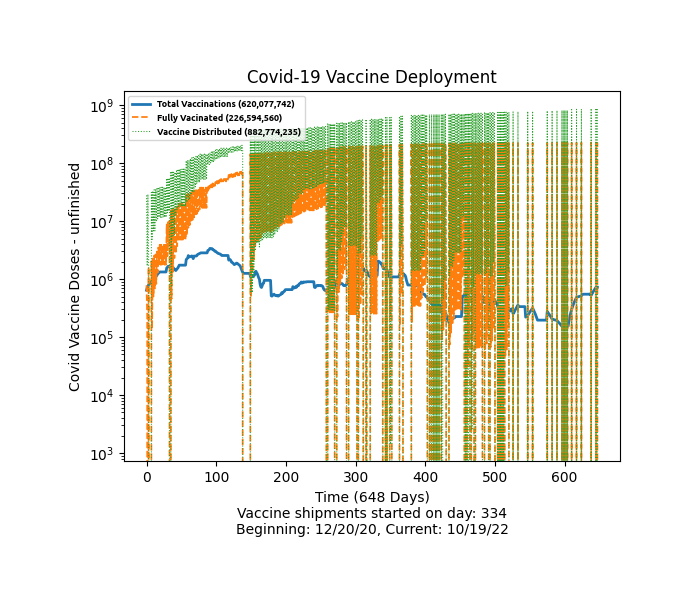 Covid-19 Vaccine Deployment
Total Vaccinations (620,077,742)
Fully Vacinated (226,594,560)
Vaccine Distributed (882,774,235)
Covid Vaccine Doses - unfinished
10⁹
10⁸
10⁷
10⁶
10⁵
10⁴
10³
0 100 200 300 400 500 600
Time (648 Days)
Vaccine shipments started on day: 334
Beginning: 12/20/20, Current: 10/19/22